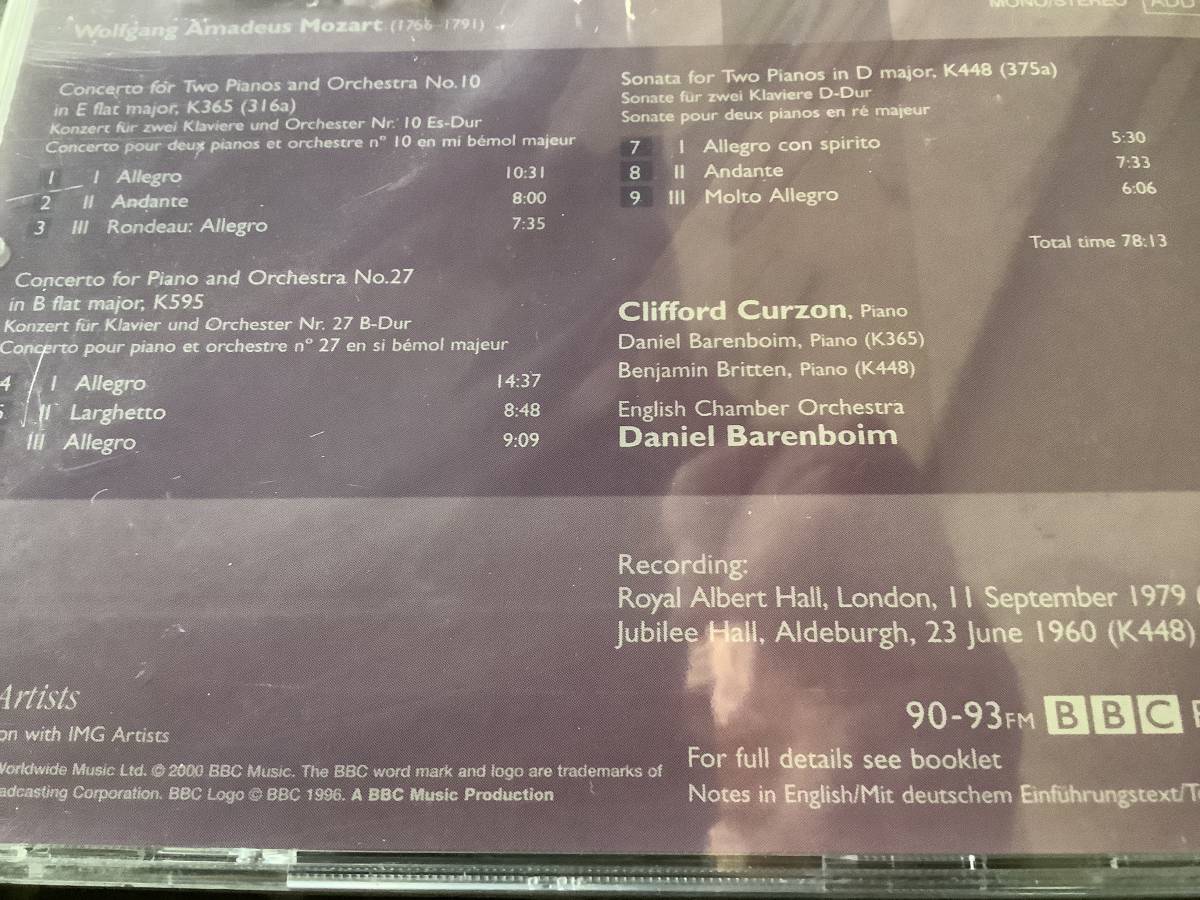 MONO/STEREO ADD
Wolfgang Amadeus Mozart (1756-1791)
Concerto for Two Pianos and Orchestra No.10
in E flat major, K365 (316a)
Konzert für zwei Klaviere und Orchester Nr. 10 Es-Dur
Concerto pour deux pianos et orchestre n° 10 en mi bémol majeur
1 I Allegro 10:31
2 II Andante 8:00
3 III Rondeau: Allegro 7:35
Concerto for Piano and Orchestra No.27
in B flat major, K595
Konzert für Klavier und Orchester Nr. 27 B-Dur
Concerto pour piano et orchestre n° 27 en si bémol majeur
4 I Allegro 14:37
5 II Larghetto 8:48
III Allegro 9:09
Sonata for Two Pianos in D major, K448 (375a)
Sonate für zwei Klaviere D-Dur
Sonate pour deux pianos en ré majeur
7 I Allegro con spirito 5:30
8 II Andante 7:33
9 III Molto Allegro 6:06
Total time 78:13
Clifford Curzon, Piano
Daniel Barenboim, Piano (K365)
Benjamin Britten, Piano (K448)
English Chamber Orchestra
Daniel Barenboim
Recording:
Royal Albert Hall, London, 11 September 1979 (
Jubilee Hall, Aldeburgh, 23 June 1960 (K448)
Artists
on with IMG Artists
90-93FM BBC
Worldwide Music Ltd. © 2000 BBC Music. The BBC word mark and logo are trademarks of
adcasting Corporation. BBC Logo © BBC 1996. A BBC Music Production
For full details see booklet
Notes in English/Mit deutschem Einführungstext/Te